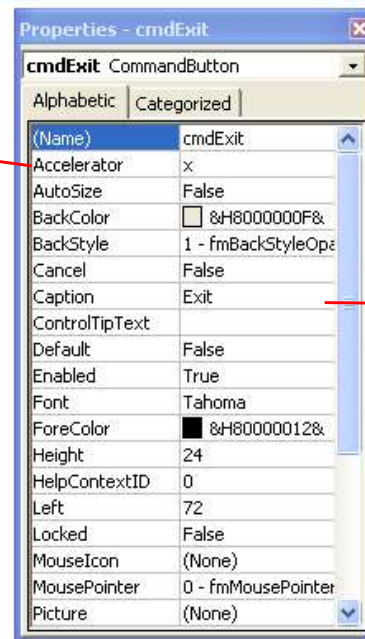 Properties - cmdExit
cmdExit CommandButton
Alphabetic Categorized
(Name) cmdExit
Accelerator x
AutoSize False
BackColor &H8000000F&
BackStyle 1 - fmBackStyleOpa
Cancel False
Caption Exit
ControlTipText
Default False
Enabled True
Font Tahoma
ForeColor &H80000012&
Height 24
HelpContextID 0
Left 72
Locked False
MouseIcon (None)
MousePointer 0 - fmMousePointer
Picture (None)